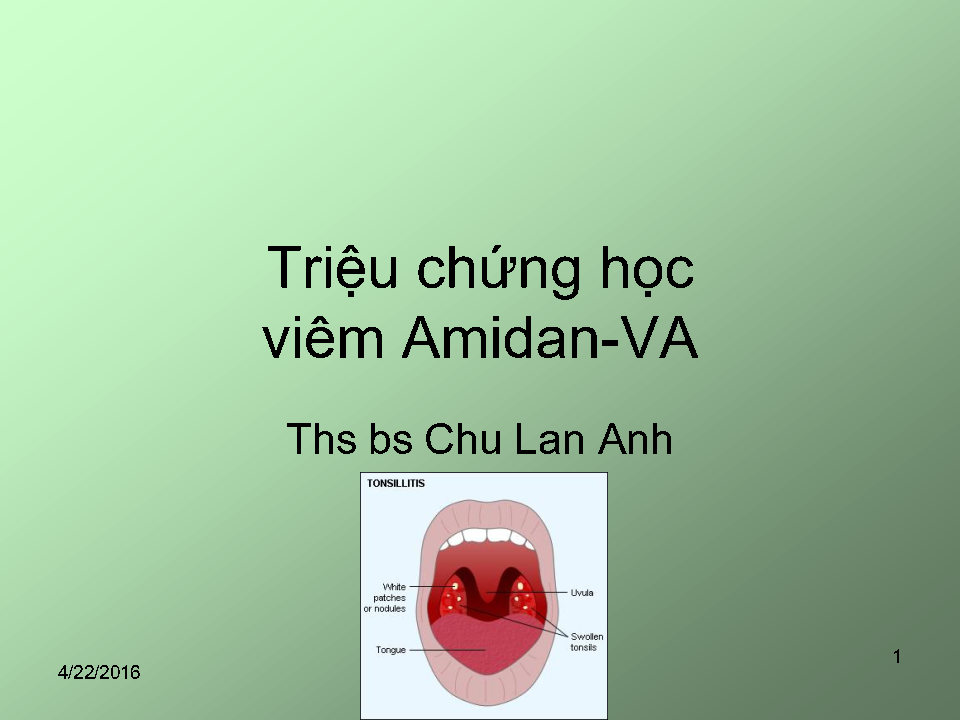 Triệu chứng học
viêm Amidan-VA
Ths bs Chu Lan Anh
TONSILLITIS
White
patches
or nodules
Uvula
Swollen
tonsils
Tongue
4/22/2016
1